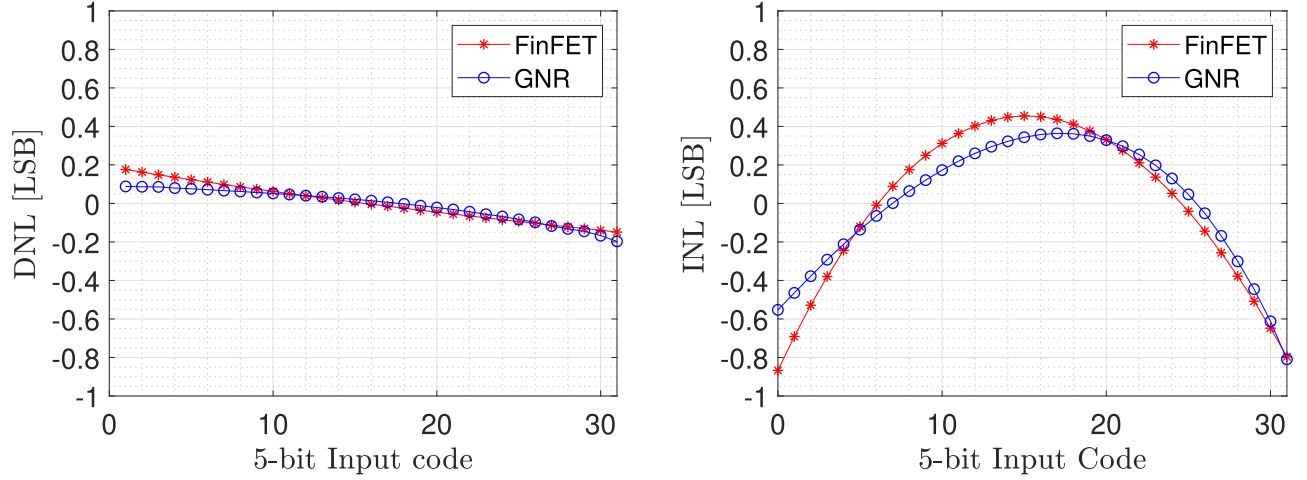 1
0.8
0.6
0.4
0.2
0
-0.2
-0.4
-0.6
-0.8
-1
DNL [LSB]
0 10 20 30
5-bit Input code
FinFET
GNR
1
0.8
0.6
0.4
0.2
0
-0.2
-0.4
-0.6
-0.8
-1
INL [LSB]
0 10 20 30
5-bit Input Code
FinFET
GNR